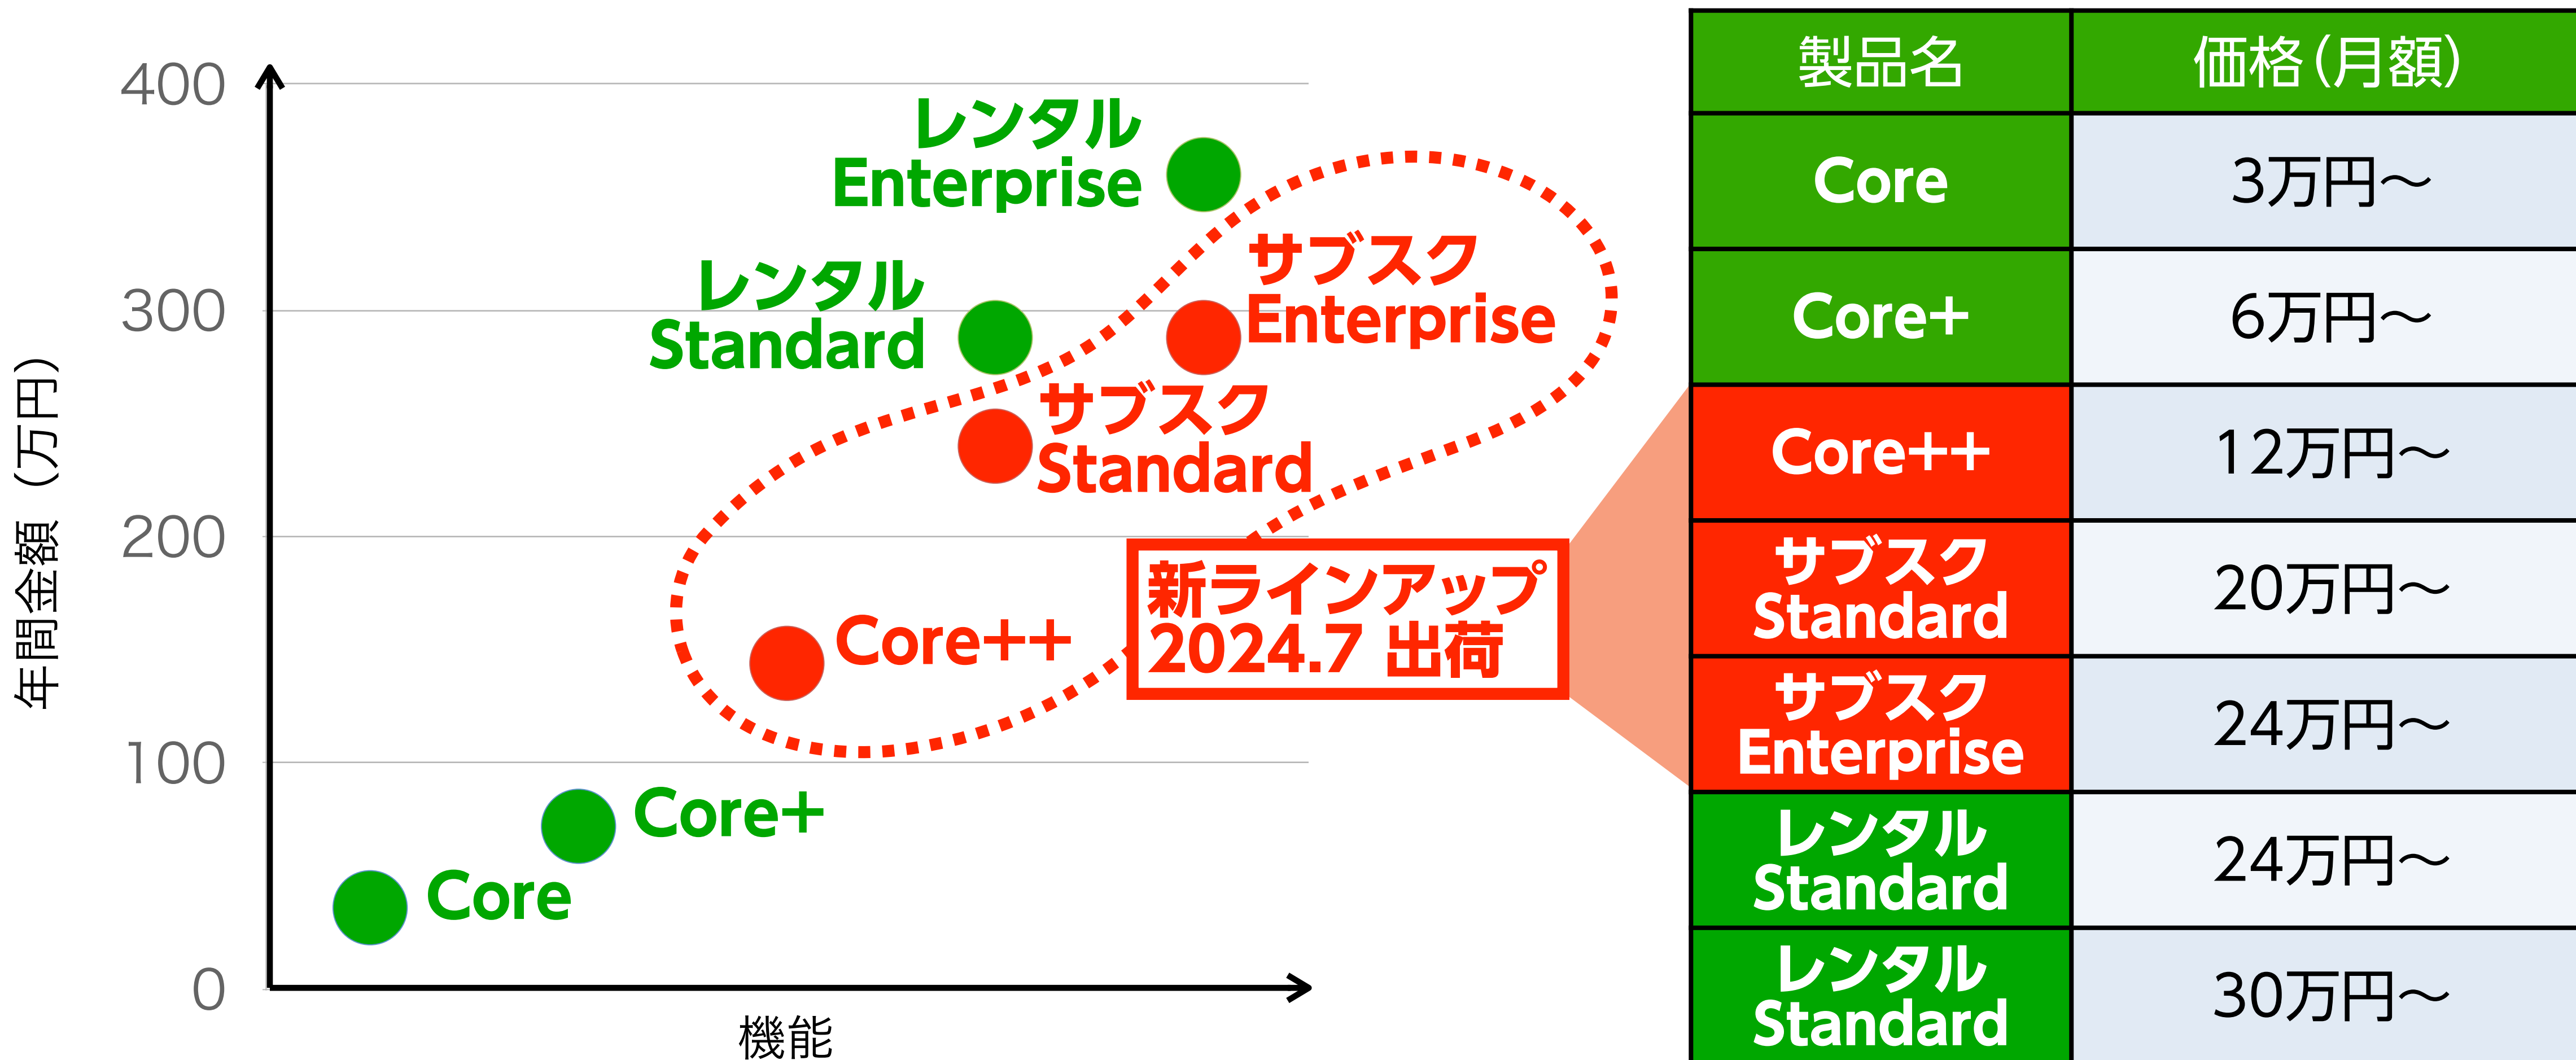 年間金額（万円）
400
300
200
100
0
機能
レンタル
Enterprise
レンタル
Standard
サブスク
Enterprise
サブスク
Standard
Core++
Core+
Core
新ラインアップ
2024.7 出荷
製品名 価格（月額）
Core 3万円～
Core+ 6万円～
Core++ 12万円～
サブスク
Standard
20万円～
サブスク
Enterprise
24万円～
レンタル
Standard
24万円～
レンタル
Standard
30万円～